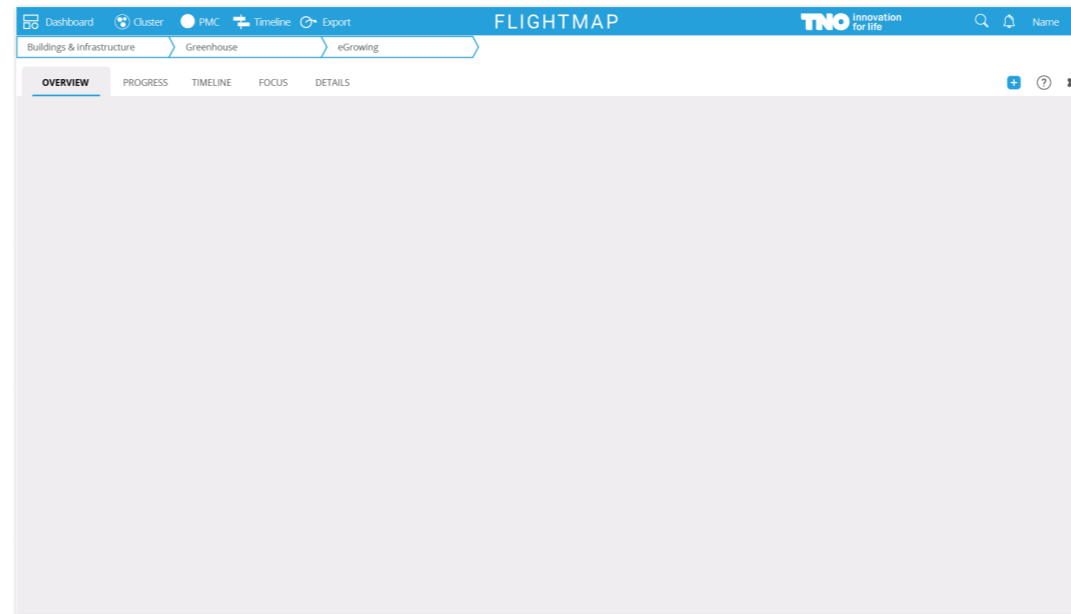 Dashboard Cluster PMC Timeline Export FLIGHTMAP TNO innovation for life Name
Buildings & infrastructure Greenhouse eGrowing
OVERVIEW PROGRESS TIMELINE FOCUS DETAILS + ?